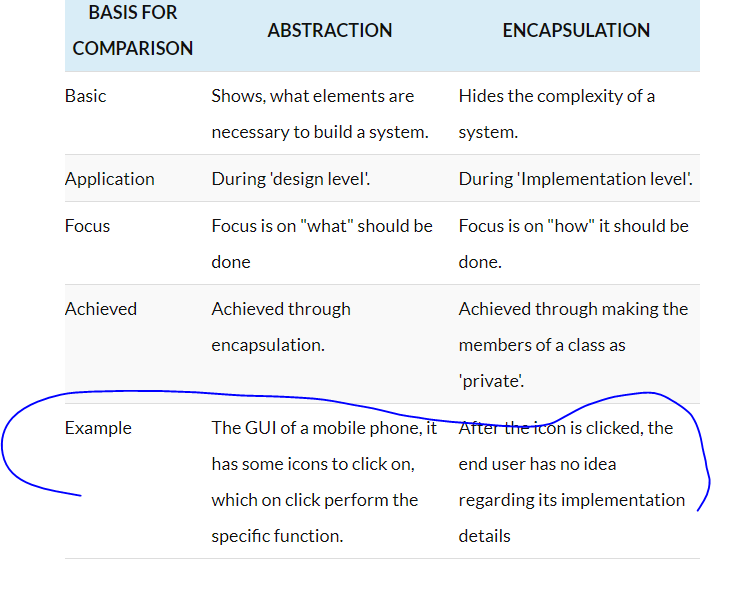 BASIS FOR COMPARISON ABSTRACTION ENCAPSULATION
Basic
Shows, what elements are
necessary to build a system.
Hides the complexity of a
system.
Application
During 'design level'.
During 'Implementation level'.
Focus
Focus is on "what" should be
done
Focus is on "how" it should be
done.
Achieved
Achieved through
encapsulation.
Achieved through making the
members of a class as
'private'.
Example
The GUI of a mobile phone, it
has some icons to click on,
which on click perform the
specific function.
After the icon is clicked, the
end user has no idea
regarding its implementation
details